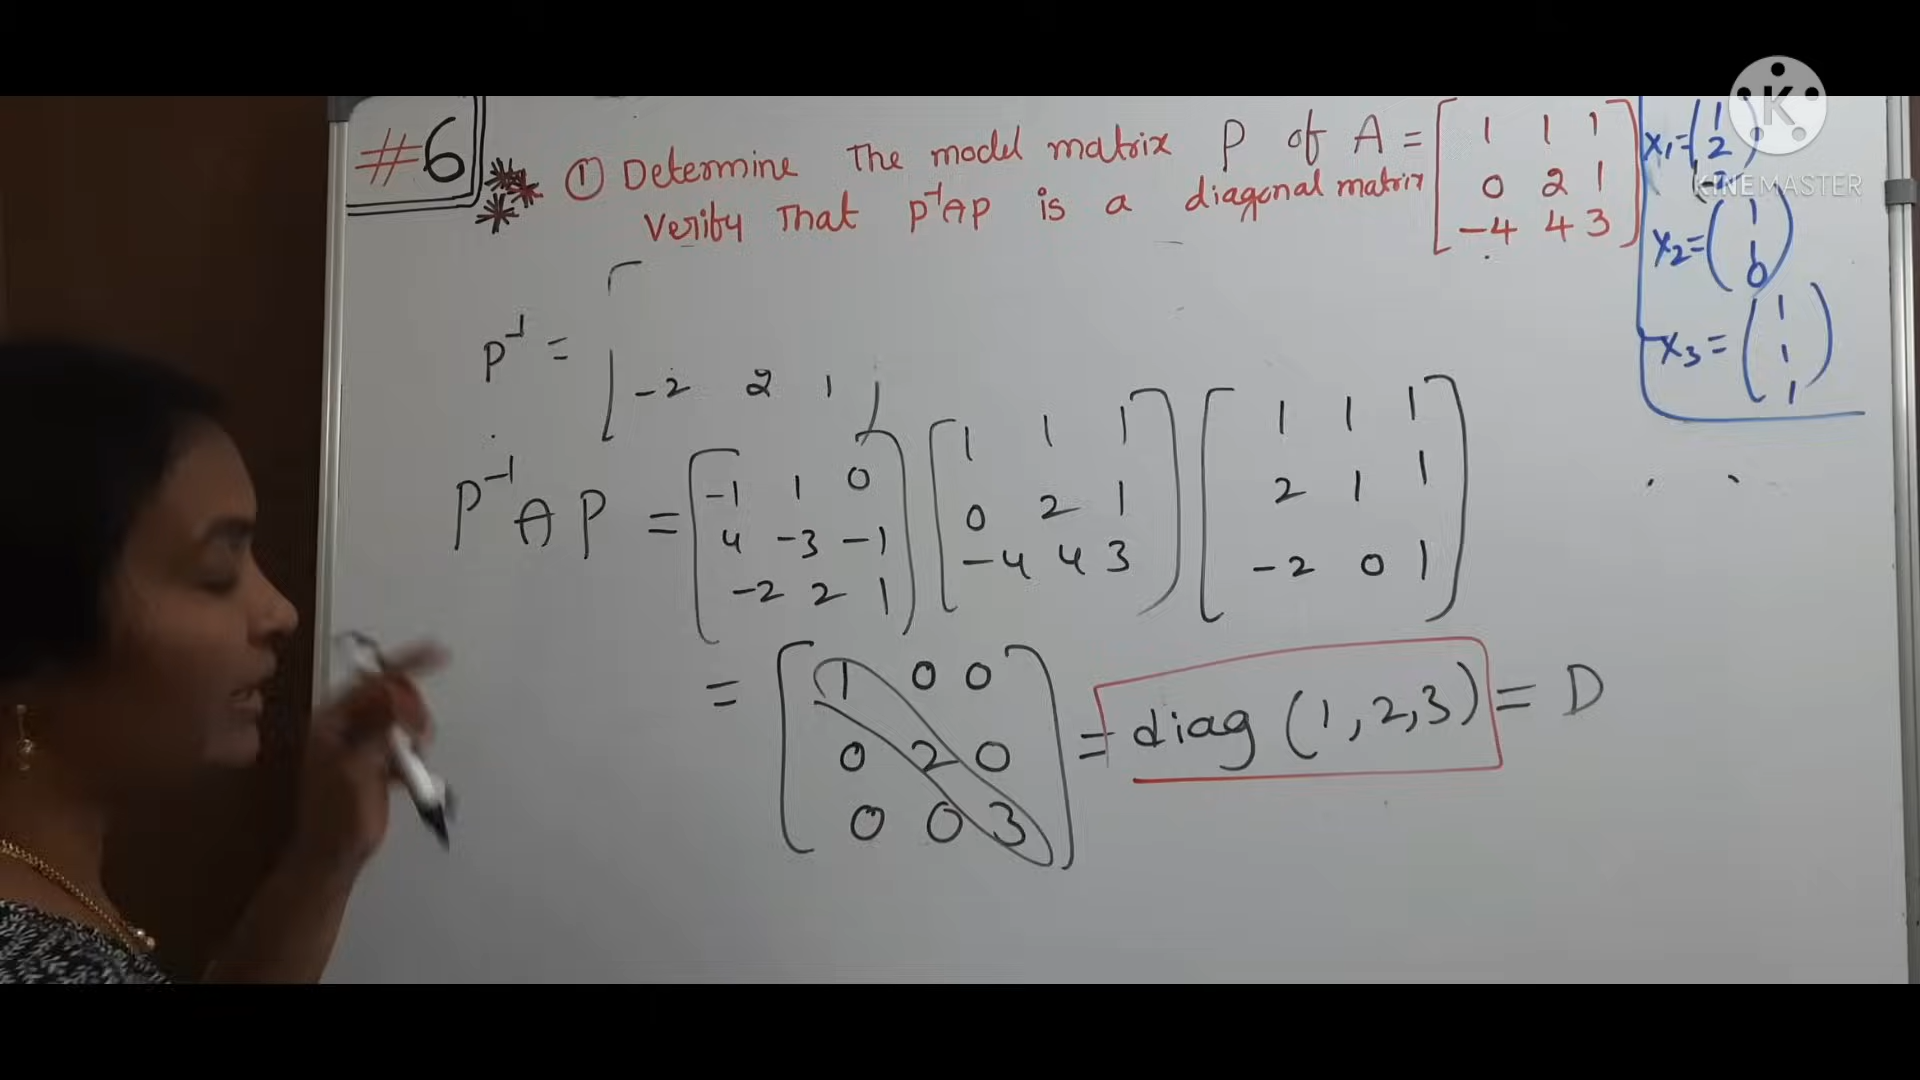 #6
① Determine The model matrix P of A = [1 1 1
0 2 1
-4 4 3]
Verify That P⁻¹AP is a diagonal matrix
x₁ = (1
2
x₂ = (1
1
0)
x₃ = (1
1
1)
K
KINEMASTER
P⁻¹ = [
-2 2 1]
P⁻¹AP = [-1 1 0
4 -3 -1
-2 2 1] [1 1 1
0 2 1
-4 4 3] [1 1 1
2 1 1
-2 0 1]
= [1 0 0
0 2 0
0 0 3] = diag (1, 2, 3) = D